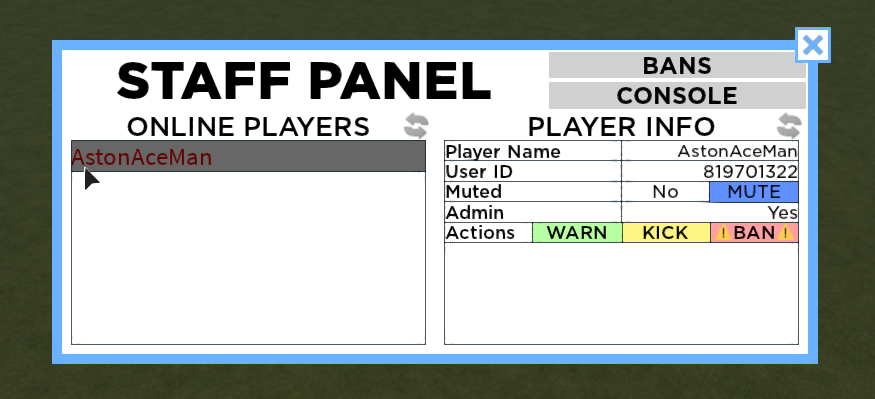 STAFF PANEL
BANS
CONSOLE
ONLINE PLAYERS
PLAYER INFO
AstonAceMan
Player Name AstonAceMan
User ID 819701322
Muted No MUTE
Admin Yes
Actions WARN KICK ⚠BAN⚠